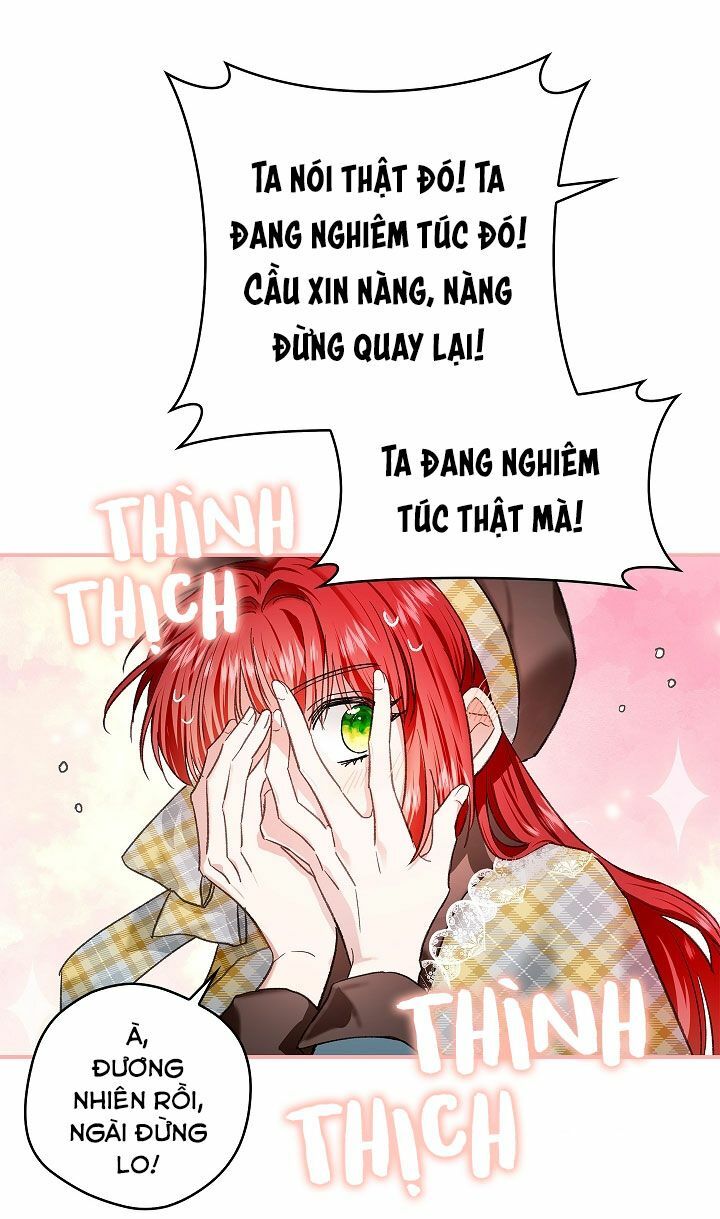 TA NÓI THẬT ĐÓ! TA
ĐANG NGHIÊM TÚC ĐÓ!
CẦU XIN NÀNG, NÀNG
ĐỪNG QUAY LẠI!
TA ĐANG NGHIÊM
TÚC THẬT MÀ!
THÌNH
THỊCH
À,
ĐƯƠNG
NHIÊN RỒI,
NGÀI ĐỪNG
LO!
THÌNH
THỊCH